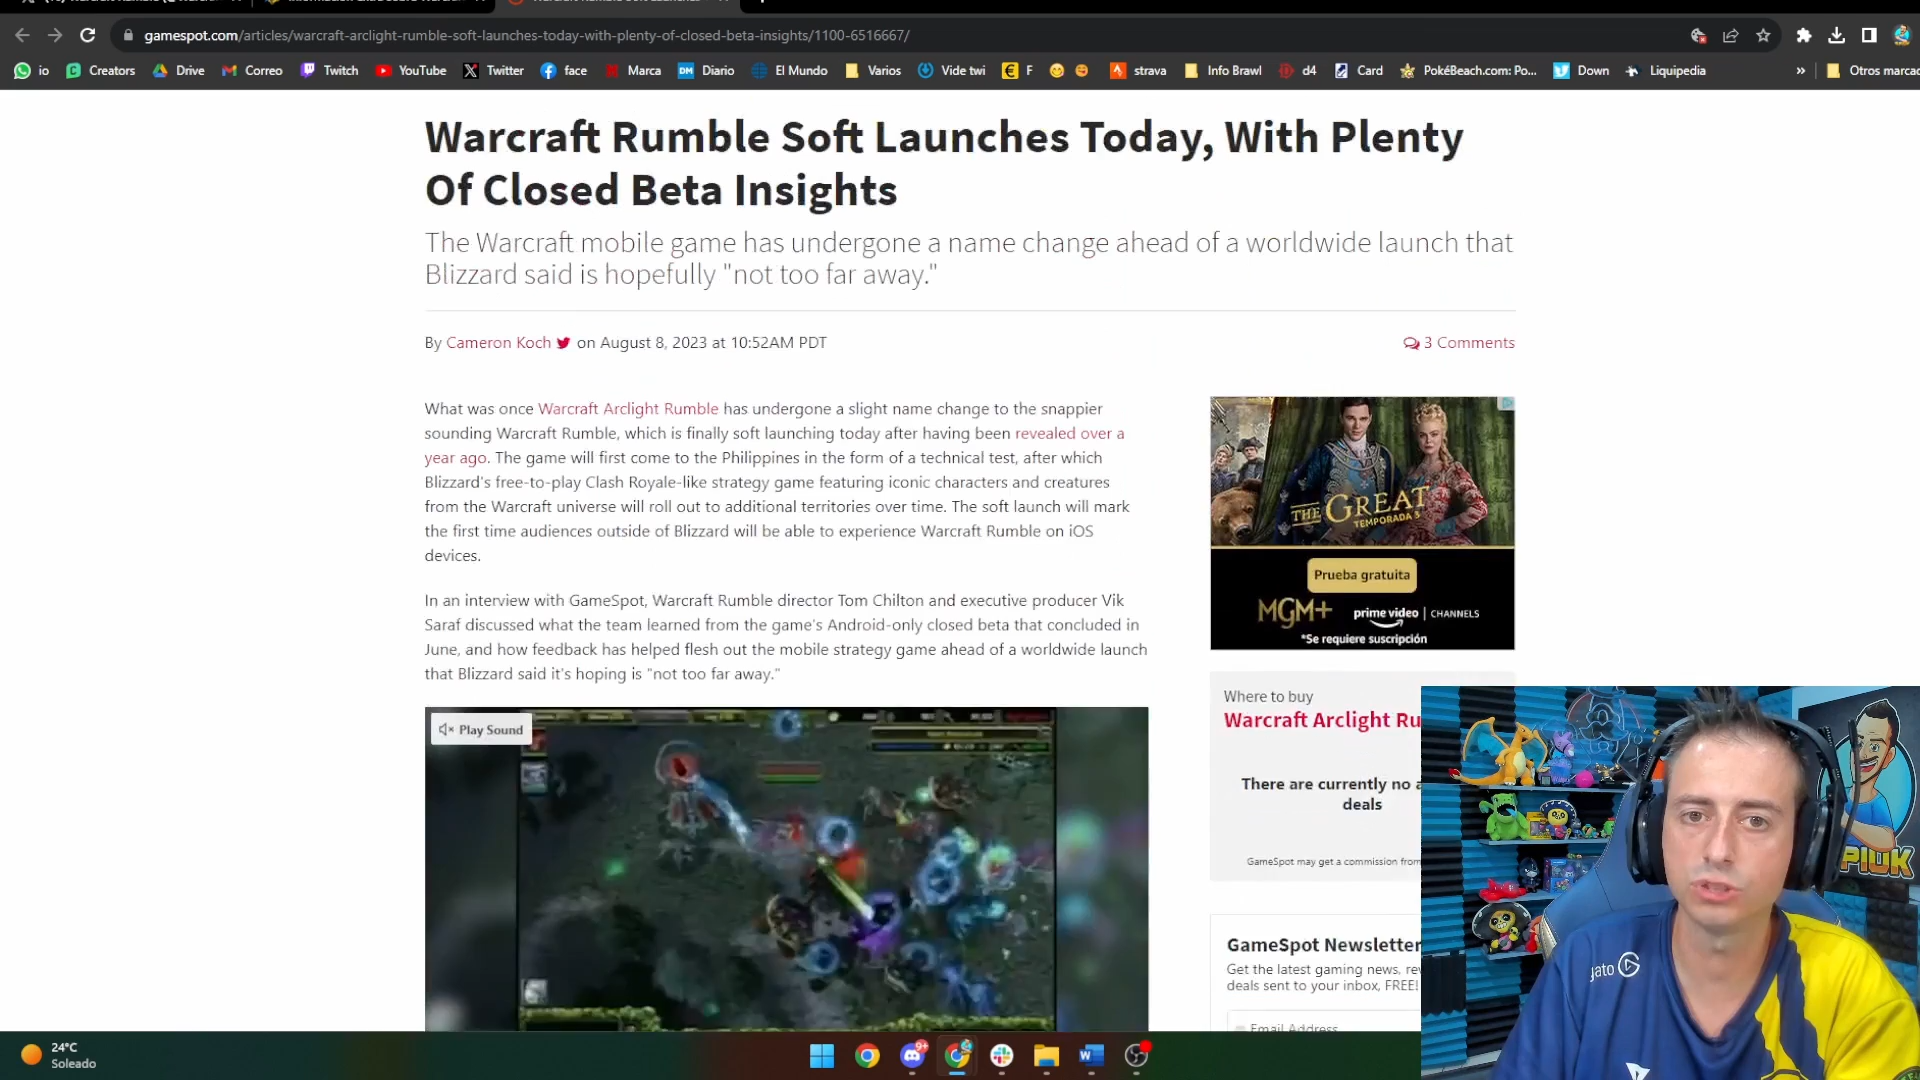 gamespot.com/articles/warcraft-arclight-rumble-soft-launches-today-with-plenty-of-closed-beta-insights/1100-6516667/
io Creators Drive Correo Twitch YouTube Twitter face Marca Diario El Mundo Varios Vide twi F strava Info Brawl d4 Card PokéBeach.com: Po... Down Liquipedia » Otros marcad
Warcraft Rumble Soft Launches Today, With Plenty
Of Closed Beta Insights
The Warcraft mobile game has undergone a name change ahead of a worldwide launch that
Blizzard said is hopefully "not too far away."
By Cameron Koch on August 8, 2023 at 10:52AM PDT
3 Comments
What was once Warcraft Arclight Rumble has undergone a slight name change to the snappier
sounding Warcraft Rumble, which is finally soft launching today after having been revealed over a
year ago. The game will first come to the Philippines in the form of a technical test, after which
Blizzard's free-to-play Clash Royale-like strategy game featuring iconic characters and creatures
from the Warcraft universe will roll out to additional territories over time. The soft launch will mark
the first time audiences outside of Blizzard will be able to experience Warcraft Rumble on iOS
devices.
In an interview with GameSpot, Warcraft Rumble director Tom Chilton and executive producer Vik
Saraf discussed what the team learned from the game's Android-only closed beta that concluded in
June, and how feedback has helped flesh out the mobile strategy game ahead of a worldwide launch
that Blizzard said it's hoping is "not too far away."
Play Sound
THE GREAT
TEMPORADA 3
Prueba gratuita
MGM+ prime video | CHANNELS
*Se requiere suscripción
Where to buy
Warcraft Arclight Ru
There are currently no a
deals
GameSpot may get a commission from
GameSpot Newsletter
Get the latest gaming news, rev
deals sent to your inbox, FREE!
Email Address
PIUK
gato
24°C
Soleado